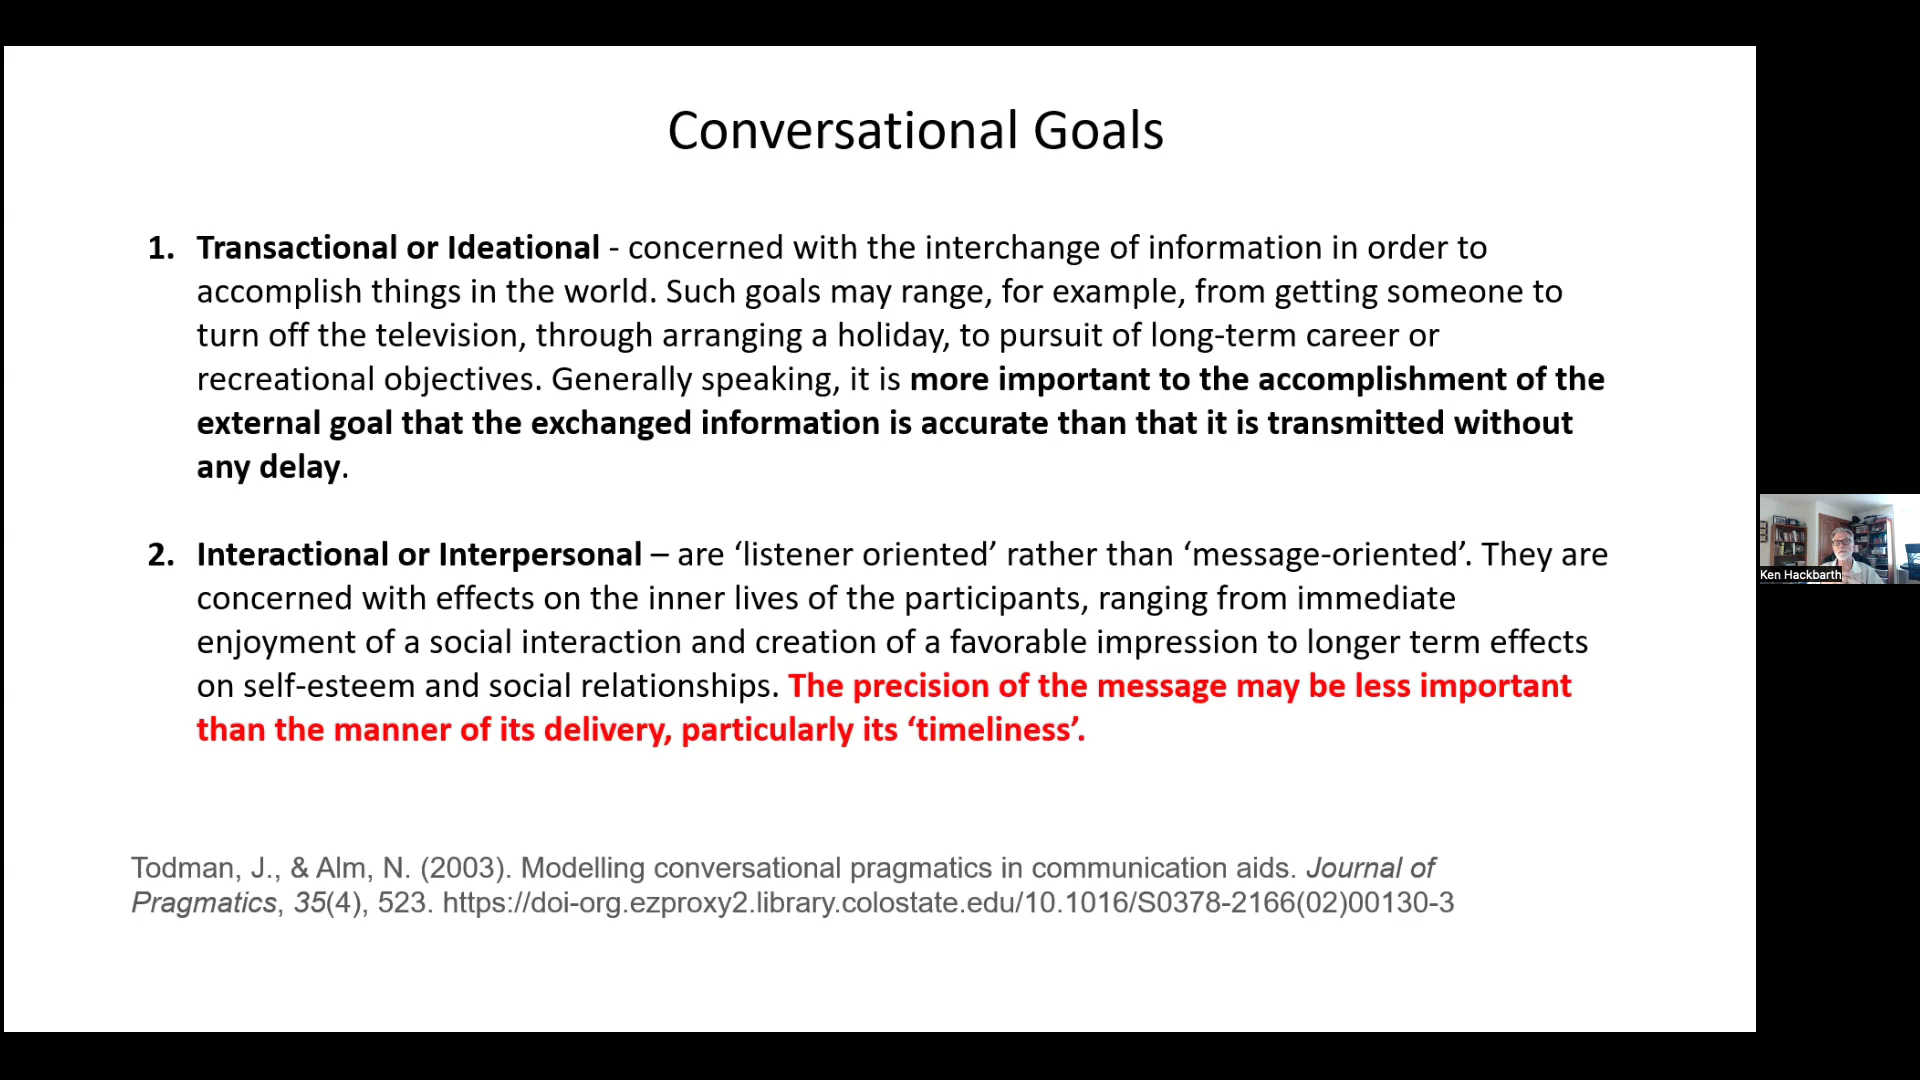 Conversational Goals
1. Transactional or Ideational - concerned with the interchange of information in order to
accomplish things in the world. Such goals may range, for example, from getting someone to
turn off the television, through arranging a holiday, to pursuit of long-term career or
recreational objectives. Generally speaking, it is more important to the accomplishment of the
external goal that the exchanged information is accurate than that it is transmitted without
any delay.
2. Interactional or Interpersonal – are ‘listener oriented’ rather than ‘message-oriented’. They are
concerned with effects on the inner lives of the participants, ranging from immediate
enjoyment of a social interaction and creation of a favorable impression to longer term effects
on self-esteem and social relationships. The precision of the message may be less important
than the manner of its delivery, particularly its ‘timeliness’.
Todman, J., & Alm, N. (2003). Modelling conversational pragmatics in communication aids. Journal of
Pragmatics, 35(4), 523. https://doi-org.ezproxy2.library.colostate.edu/10.1016/S0378-2166(02)00130-3
Ken Hackbarth